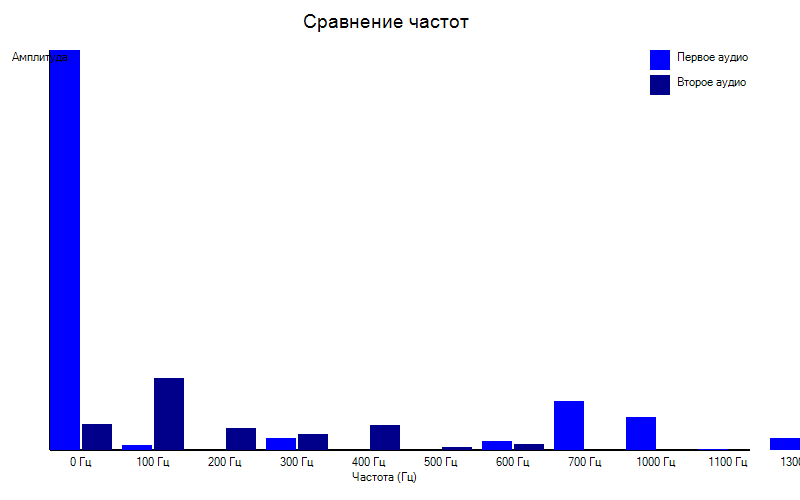 Сравнение частот
Амплитуда
Первое аудио
Второе аудио
0 Гц 100 Гц 200 Гц 300 Гц 400 Гц 500 Гц 600 Гц 700 Гц 1000 Гц 1100 Гц 1300
Частота (Гц)